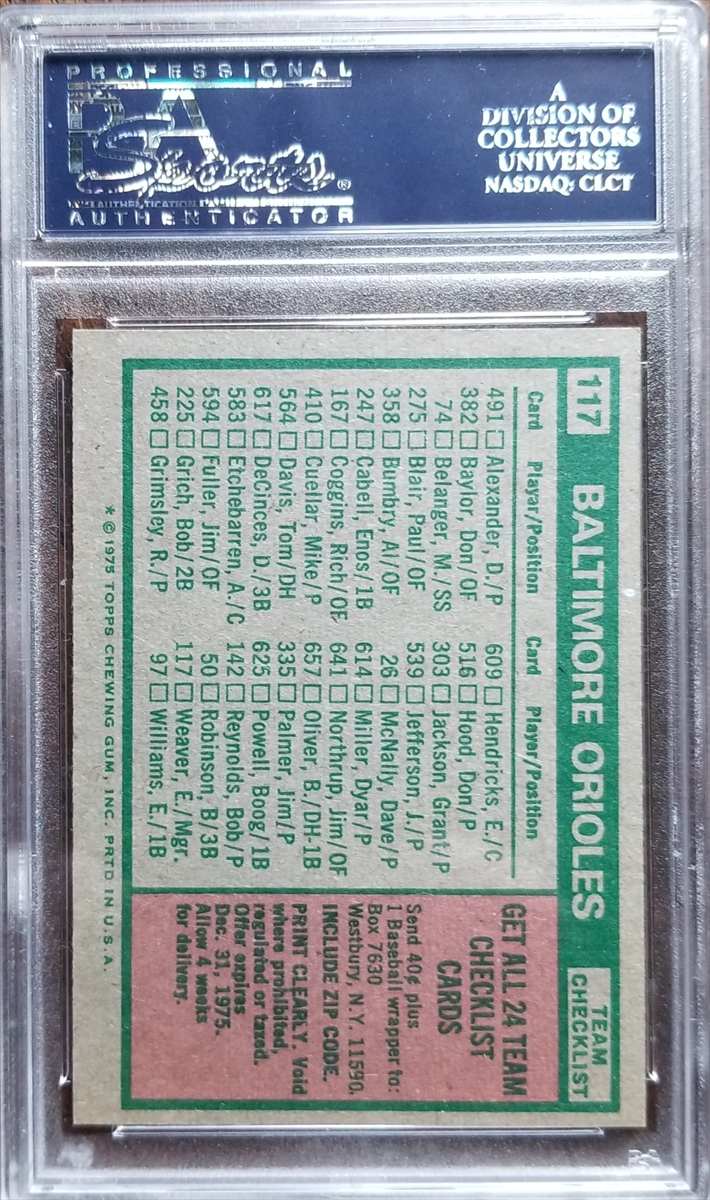 PROFESSIONAL
PSA
Sports®
AUTHENTICATOR
A
DIVISION OF
COLLECTORS
UNIVERSE
NASDAQ: CLCT
117 BALTIMORE ORIOLES TEAM CHECKLIST
Card Player/Position Card Player/Position
491 Alexander, D./P 609 Hendricks, E./C
382 Baylor, Don/OF 516 Hood, Don/P
74 Belanger, M./SS 303 Jackson, Grant/P
275 Blair, Paul/OF 539 Jefferson, J./P
358 Bumbry, Al/OF 26 McNally, Dave/P
247 Cabell, Enos/1B 614 Miller, Dyar/P
167 Coggins, Rich/OF 641 Northrup, Jim/OF
410 Cuellar, Mike/P 657 Oliver, B./DH-1B
564 Davis, Tom/DH 335 Palmer, Jim/P
617 DeCinces, D./3B 625 Powell, Boog/1B
583 Etchebarren, A./C 142 Reynolds, Bob/P
594 Fuller, Jim/OF 50 Robinson, B/3B
225 Grich, Bob/2B 117 Weaver, E./Mgr.
458 Grimsley, R./P 97 Williams, E./1B
GET ALL 24 TEAM
CHECKLIST
CARDS
Send 40¢ plus
1 Baseball wrapper to:
Box 7630
Westbury, N.Y. 11590.
INCLUDE ZIP CODE.
PRINT CLEARLY. Void
where prohibited,
regulated or taxed.
Offer expires
Dec. 31, 1975.
Allow 4 weeks
for delivery.
* © 1975 TOPPS CHEWING GUM, INC. PRTD IN U.S.A.